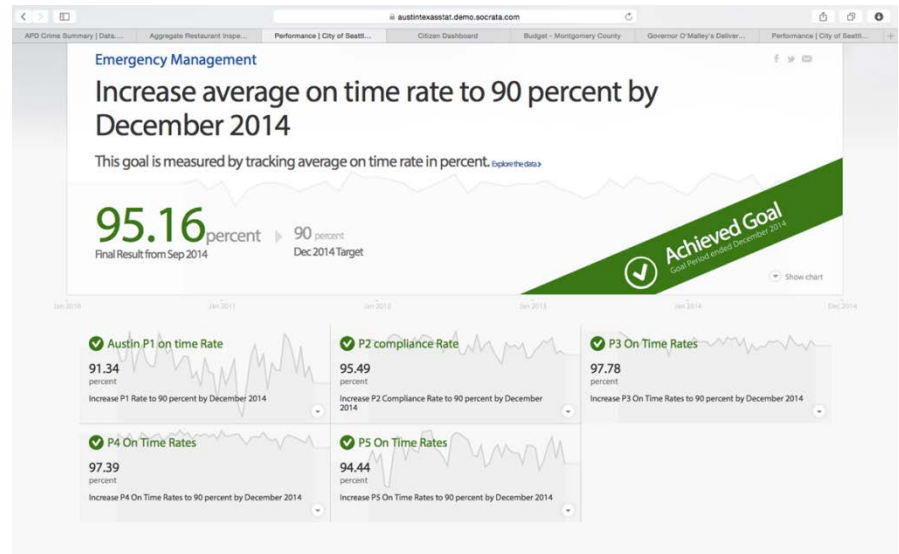 austintexasstat.demo.socrata.com
APD Crime Summary | Data....
Aggregate Restaurant Inspe...
Performance | City of Seattl...
Citizen Dashboard
Budget - Montgomery County
Governor O'Malley's Deliver...
Performance | City of Seattl...
Emergency Management
Increase average on time rate to 90 percent by
December 2014
This goal is measured by tracking average on time rate in percent. Explore the data >
95.16 percent
90 percent
Final Result from Sep 2014
Dec 2014 Target
Achieved Goal
Goal Period ended December 2014
Show chart
Jan 2010
Jan 2011
Jan 2012
Jan 2013
Jan 2014
Dec 2014
Austin P1 on time Rate
91.34
percent
Increase P1 Rate to 90 percent by December 2014
P2 compliance Rate
95.49
percent
Increase P2 Compliance Rate to 90 percent by December
2014
P3 On Time Rates
97.78
percent
Increase P3 On Time Rates to 90 percent by December 2014
P4 On Time Rates
97.39
percent
Increase P4 On Time Rates to 90 percent by December 2014
P5 On Time Rates
94.44
percent
Increase P5 On Time Rates to 90 percent by December 2014